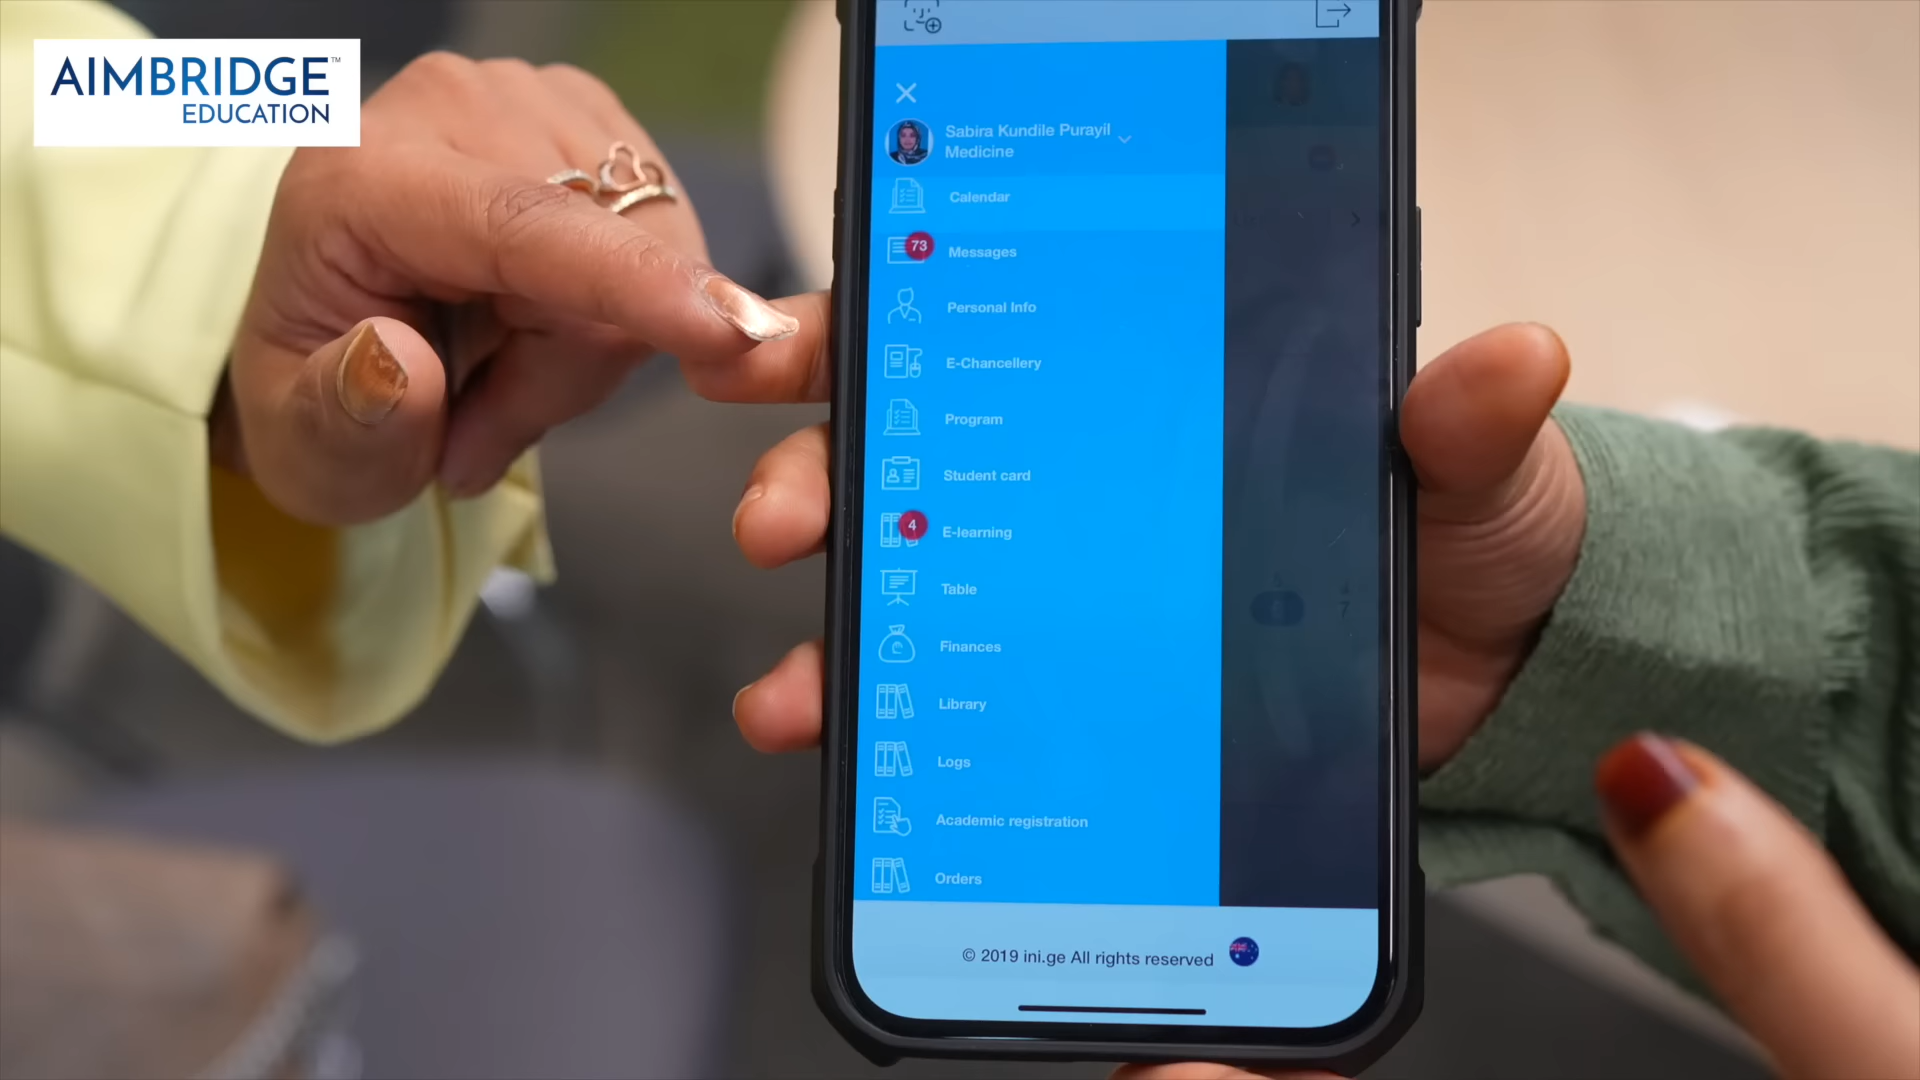 AIMBRIDGE™
EDUCATION
Sabira Kundile Purayil
Medicine
Calendar
73
Messages
Personal Info
E-Chancellery
Program
Student card
4
E-learning
Table
Finances
Library
Logs
Academic registration
Orders
© 2019 ini.ge All rights reserved